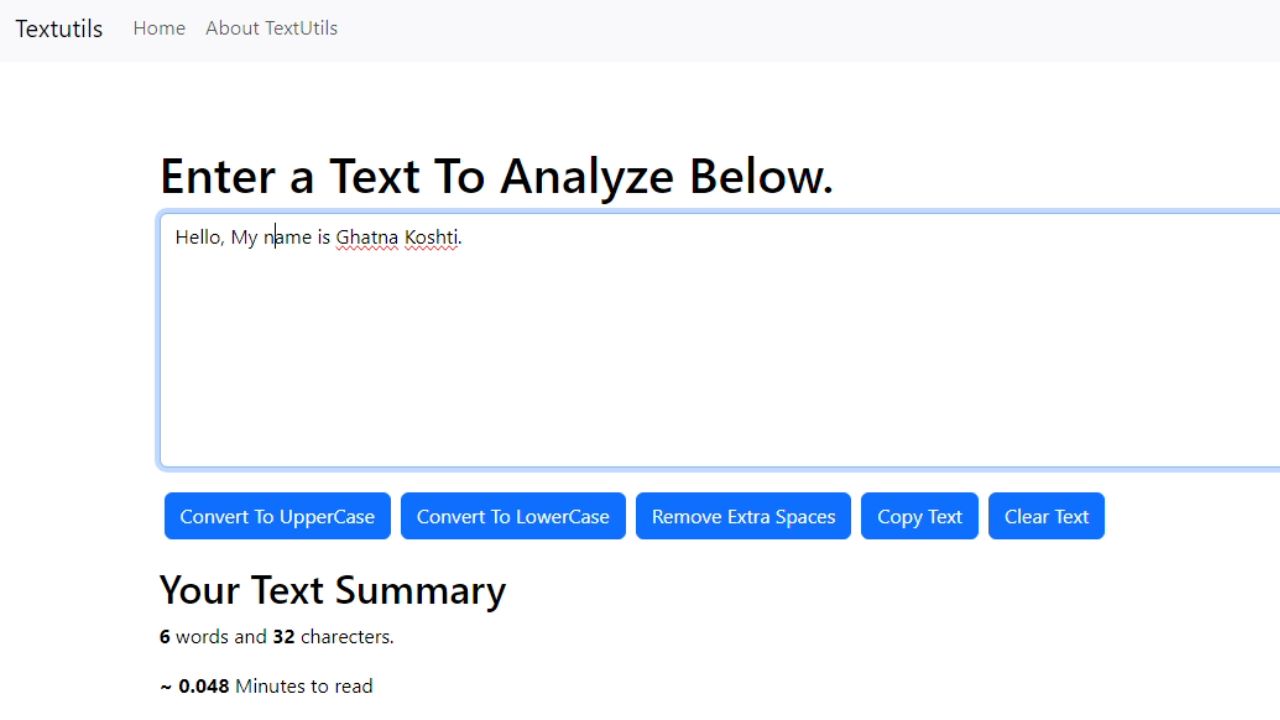 Textutils Home About TextUtils
Enter a Text To Analyze Below.
Hello, My name is Ghatna Koshti.
Convert To UpperCase Convert To LowerCase Remove Extra Spaces Copy Text Clear Text
Your Text Summary
6 words and 32 charecters.
~ 0.048 Minutes to read